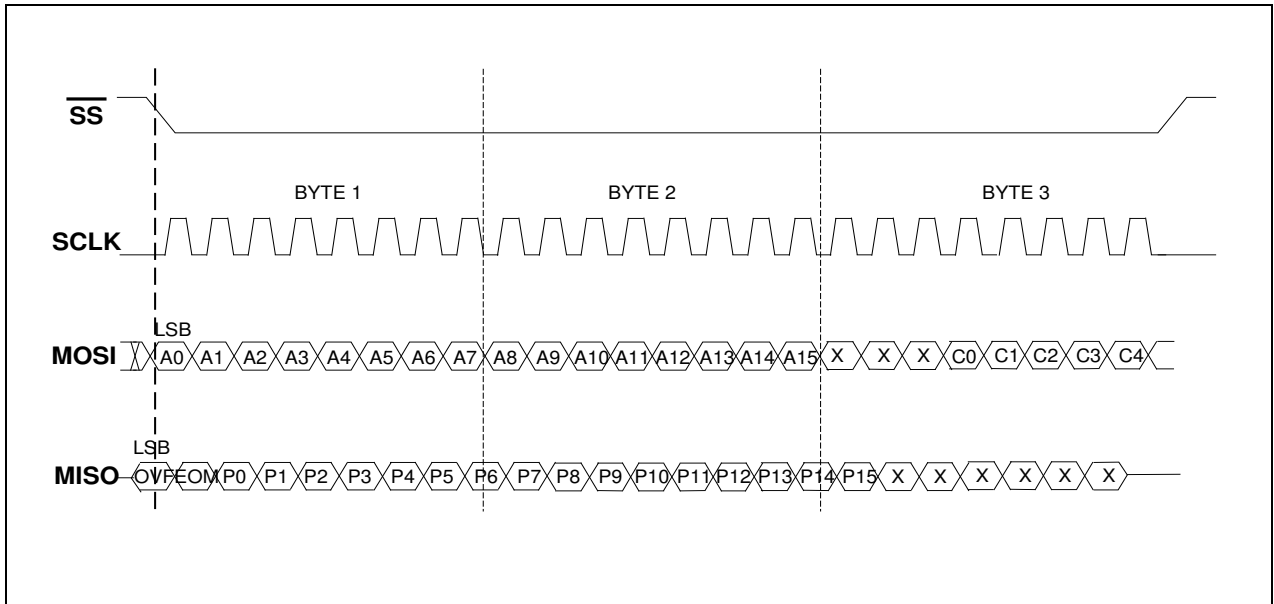 SS
BYTE 1 BYTE 2 BYTE 3
SCLK
LSB
MOSI A0 A1 A2 A3 A4 A5 A6 A7 A8 A9 A10 A11 A12 A13 A14 A15 X X X C0 C1 C2 C3 C4
LSB
MISO OVF EOM P0 P1 P2 P3 P4 P5 P6 P7 P8 P9 P10 P11 P12 P13 P14 P15 X X X X X X